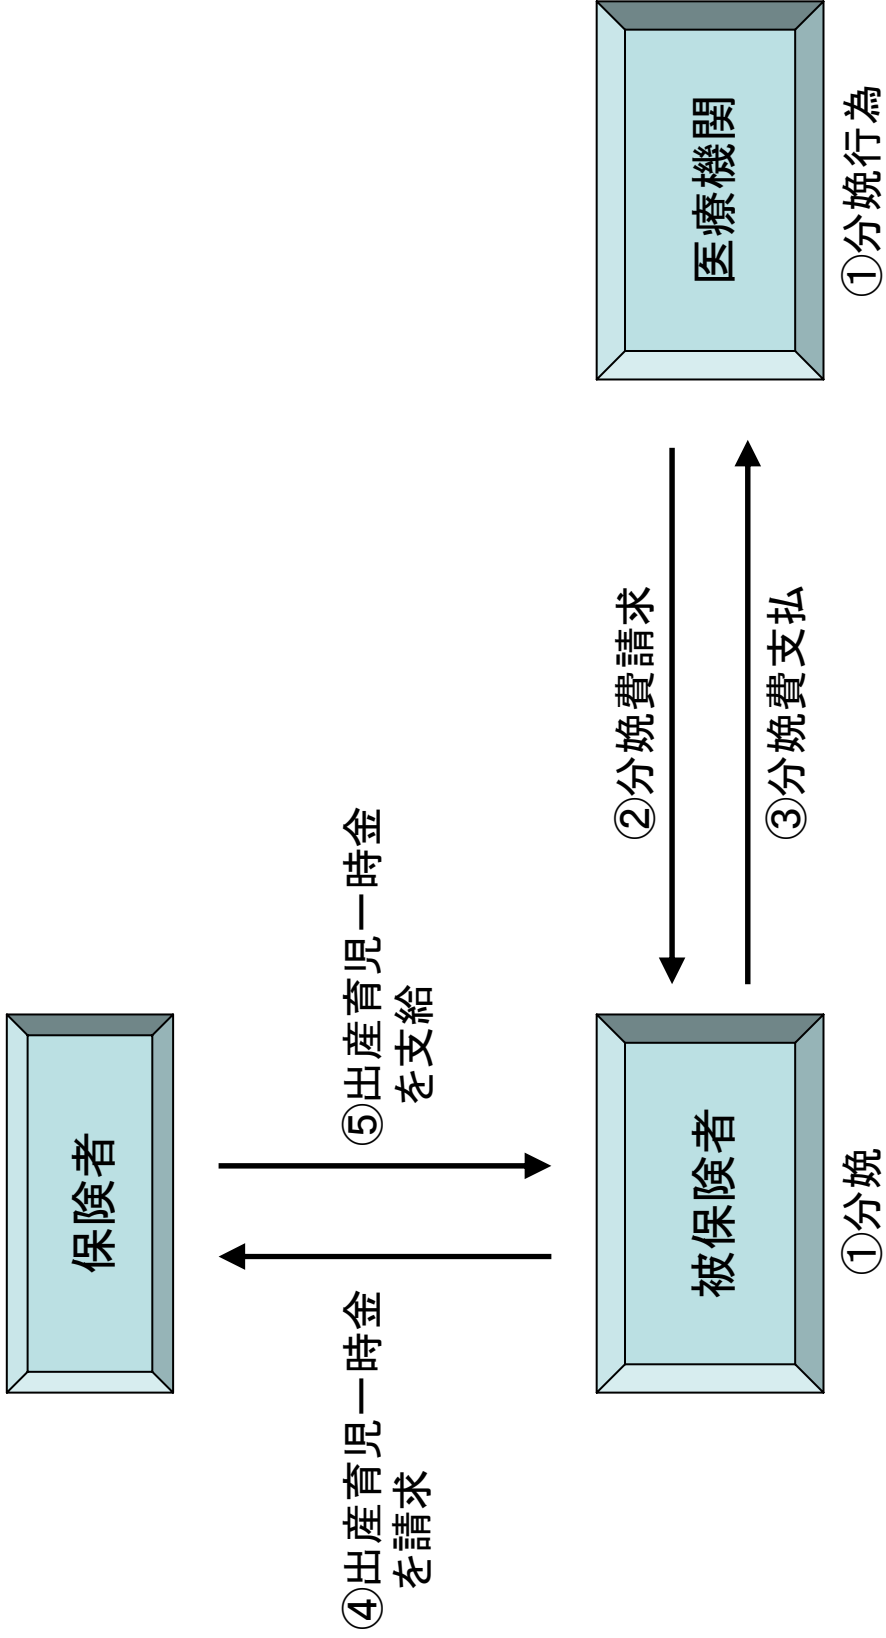 保険者
④出産育児一時金
を請求
⑤出産育児一時金
を支給
被保険者
①分娩
②分娩費請求
③分娩費支払
医療機関
①分娩行為